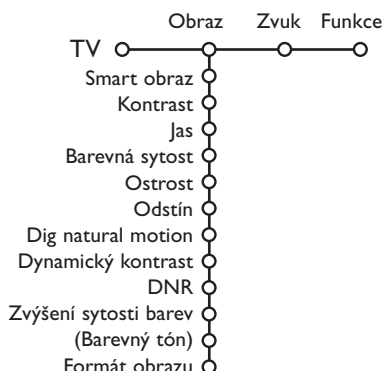 Obraz Zvuk Funkce
TV
Smart obraz
Kontrast
Jas
Barevná sytost
Ostrost
Odstín
Dig natural motion
Dynamický kontrast
DNR
Zvýšení sytosti barev
(Barevný tón)
Formát obrazu